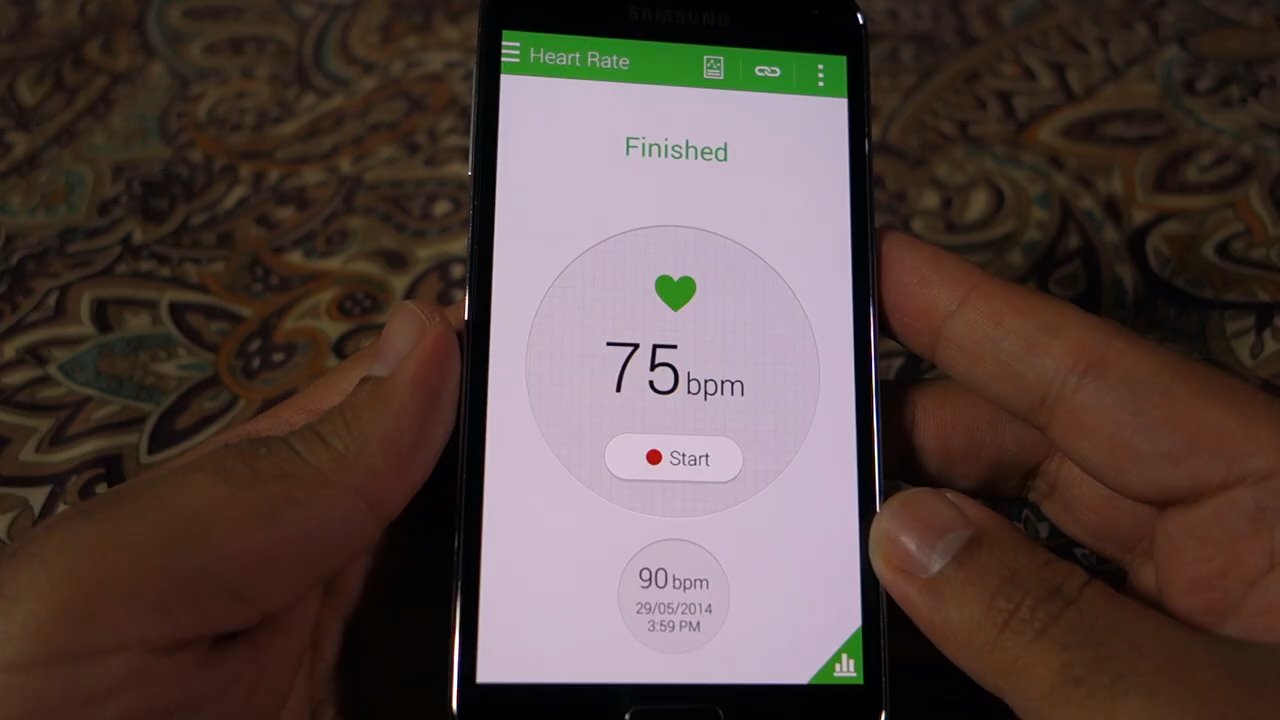 SAMSUNG
Heart Rate
Finished
75 bpm
Start
90 bpm
29/05/2014
3:59 PM